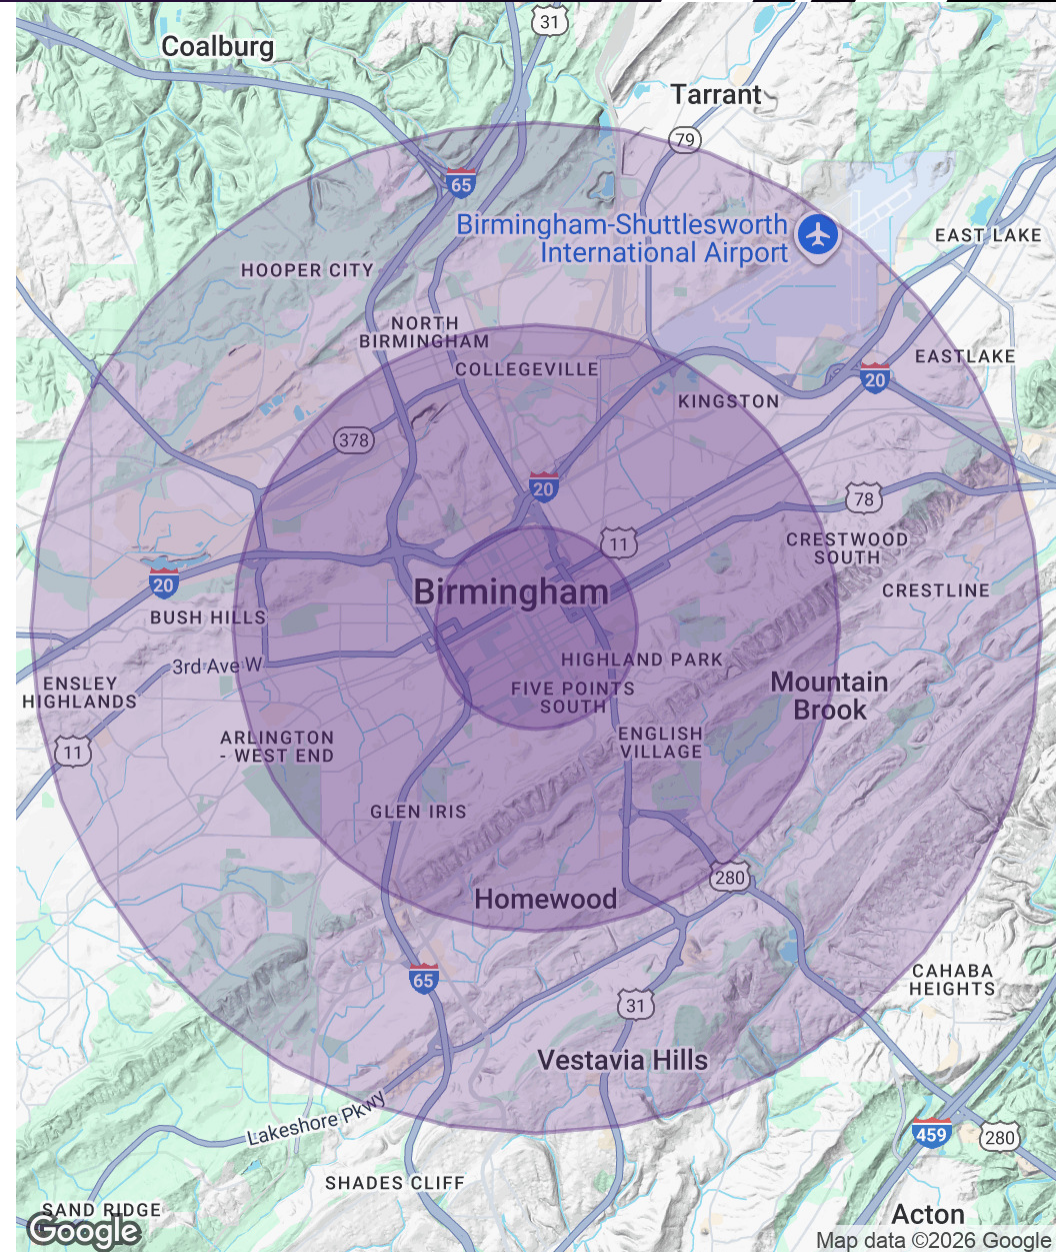 31
Coalburg
Tarrant
79
65
Birmingham-Shuttlesworth
International Airport
EAST LAKE
HOOPER CITY
NORTH
BIRMINGHAM
EASTLAKE
COLLEGEVILLE
20
KINGSTON
378
20
78
11
CRESTWOOD
SOUTH
20
Birmingham
CRESTLINE
BUSH HILLS
3rd Ave W
HIGHLAND PARK
ENSLEY
HIGHLANDS
FIVE POINTS
SOUTH
Mountain
Brook
11
ARLINGTON
- WEST END
ENGLISH
VILLAGE
GLEN IRIS
280
Homewood
65
CAHABA
HEIGHTS
31
Vestavia Hills
Lakeshore Pkwy
459
280
SHADES CLIFF
SAND RIDGE
Acton
Google
Map data ©2026 Google